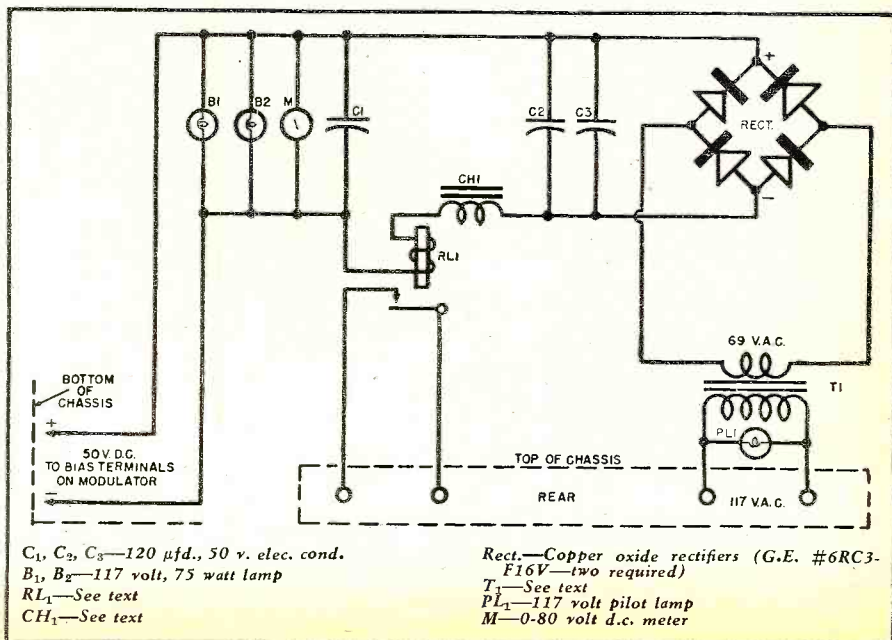 B1
B2
M
C1
C2
C3
+
RECT.
−
CH1
RL1
69 V.A.C.
T1
PL1
BOTTOM
OF
CHASSIS
+
50 V. D.C.
TO BIAS TERMINALS
ON MODULATOR
−
TOP OF CHASSIS
REAR
117 V.A.C.
C₁, C₂, C₃—120 µfd., 50 v. elec. cond.
B₁, B₂—117 volt, 75 watt lamp
RL₁—See text
CH₁—See text
Rect.—Copper oxide rectifiers (G.E. #6RC3-
F16V—two required)
T₁—See text
PL₁—117 volt pilot lamp
M—0-80 volt d.c. meter